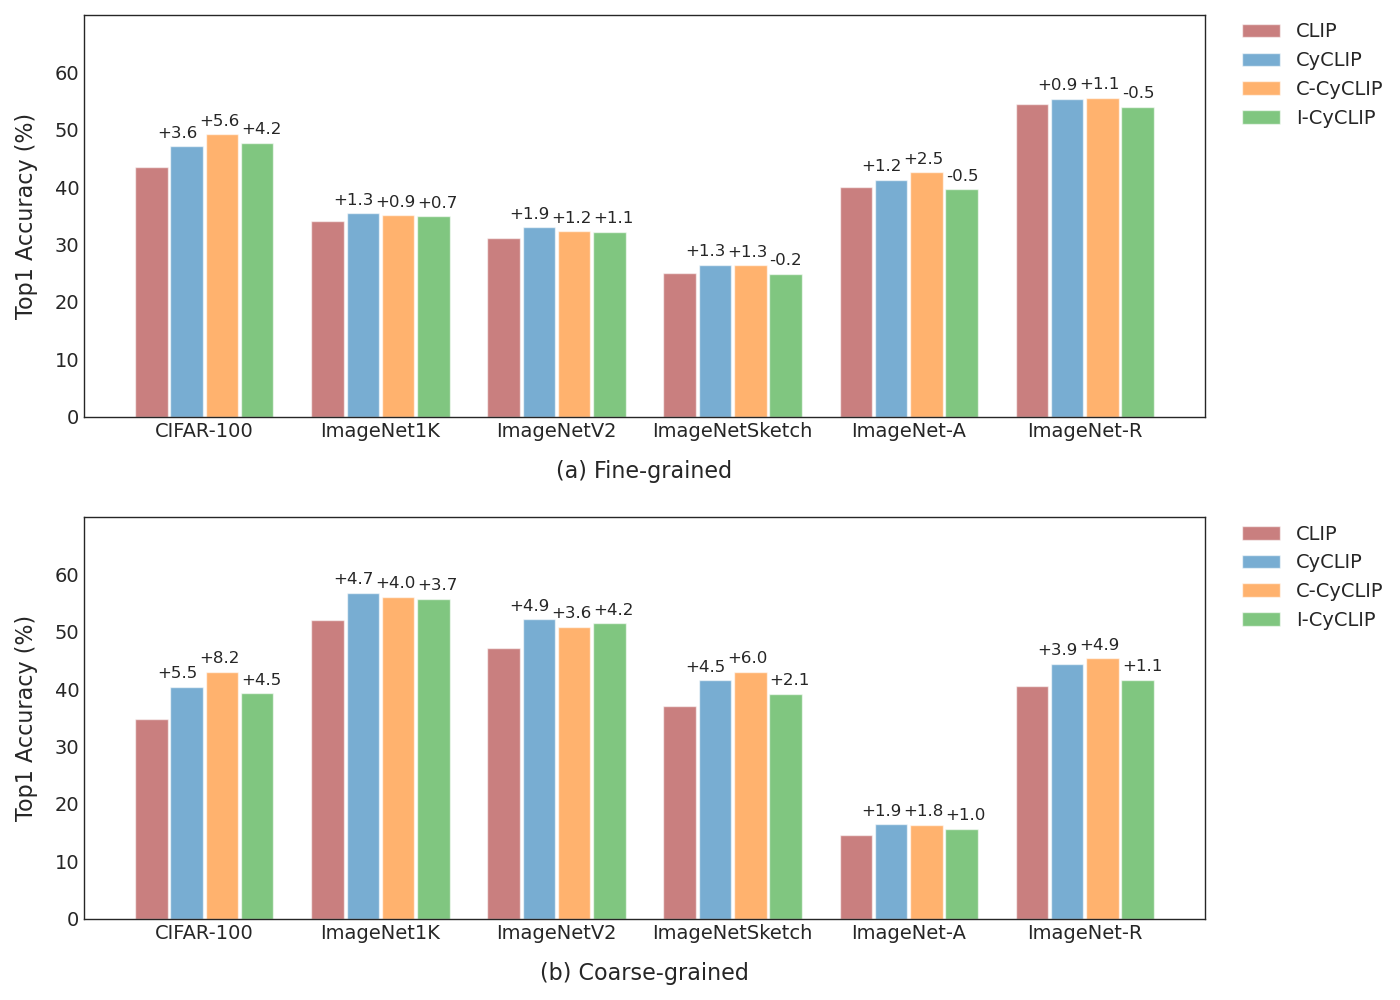 CLIP
CyCLIP
C-CyCLIP
I-CyCLIP
Top1 Accuracy (%)
60
50
40
30
20
10
0
+3.6 +5.6 +4.2
+1.3 +0.9 +0.7
+1.9 +1.2 +1.1
+1.3 +1.3 -0.2
+1.2 +2.5 -0.5
+0.9 +1.1 -0.5
CIFAR-100 ImageNet1K ImageNetV2 ImageNetSketch ImageNet-A ImageNet-R
(a) Fine-grained
CLIP
CyCLIP
C-CyCLIP
I-CyCLIP
Top1 Accuracy (%)
60
50
40
30
20
10
0
+5.5 +8.2 +4.5
+4.7 +4.0 +3.7
+4.9 +3.6 +4.2
+4.5 +6.0 +2.1
+1.9 +1.8 +1.0
+3.9 +4.9 +1.1
CIFAR-100 ImageNet1K ImageNetV2 ImageNetSketch ImageNet-A ImageNet-R
(b) Coarse-grained